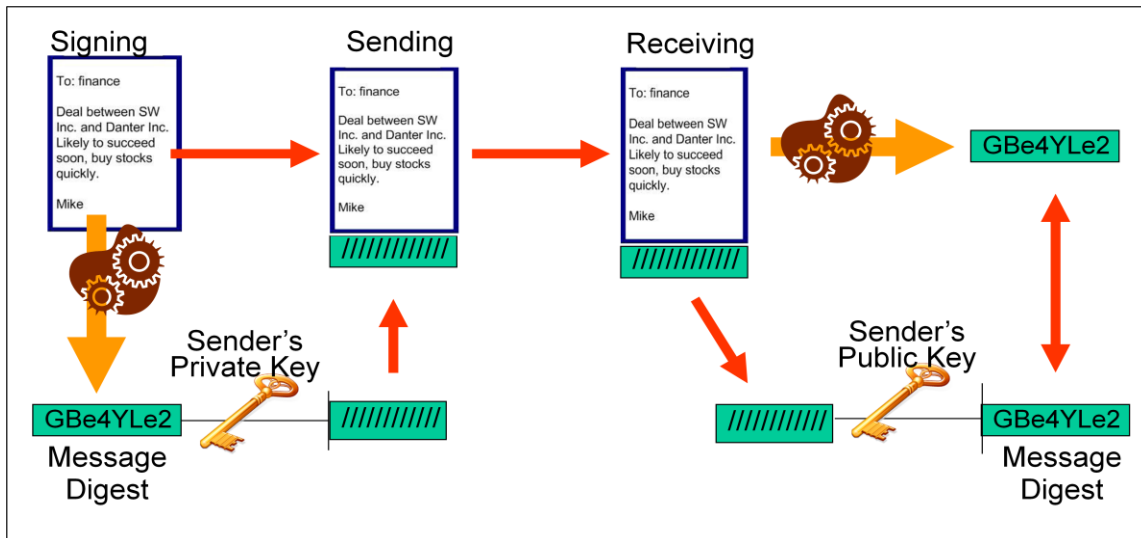 Signing
To: finance
Deal between SW
Inc. and Danter Inc.
Likely to succeed
soon, buy stocks
quickly.
Mike
GBe4YLe2
Message
Digest
Sender's
Private Key
Sending
To: finance
Deal between SW
Inc. and Danter Inc.
Likely to succeed
soon, buy stocks
quickly.
Mike
Receiving
To: finance
Deal between SW
Inc. and Danter Inc.
Likely to succeed
soon, buy stocks
quickly.
Mike
GBe4YLe2
Sender's
Public Key
GBe4YLe2
Message
Digest